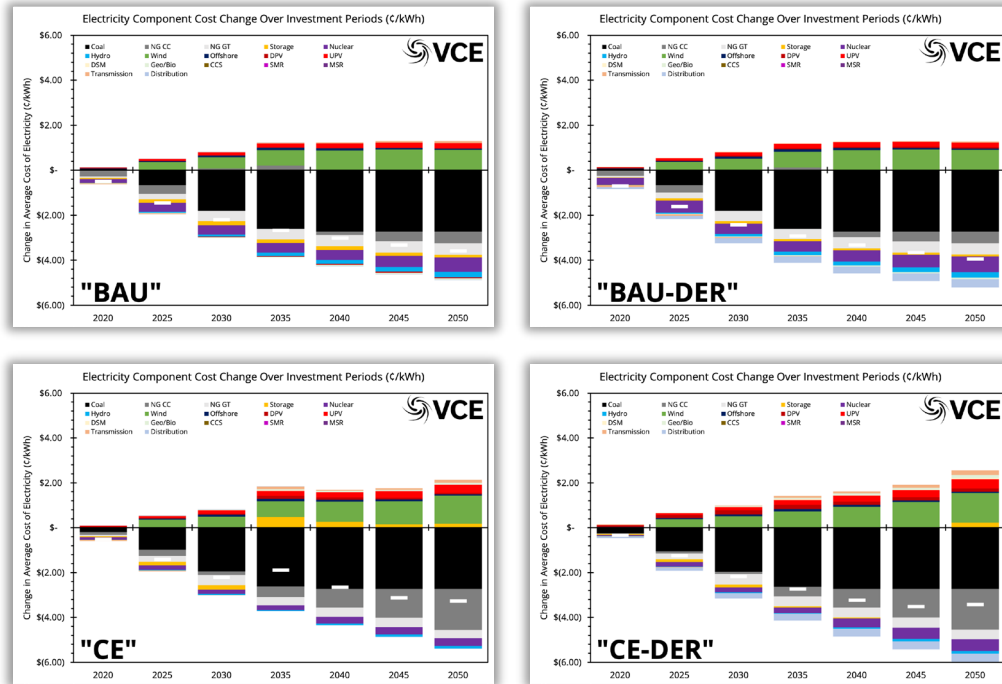 Electricity Component Cost Change Over Investment Periods (¢/kWh)
Change in Average Cost of Electricity (¢/kWh)
$6.00
$4.00
$2.00
$-
$(2.00)
$(4.00)
$(6.00)
Coal NG CC NG GT Storage Nuclear
Hydro Wind Offshore DPV UPV
DSM Geo/Bio CCS SMR MSR
Transmission Distribution
VCE
"BAU"
2020 2025 2030 2035 2040 2045 2050
Electricity Component Cost Change Over Investment Periods (¢/kWh)
Change in Average Cost of Electricity (¢/kWh)
$6.00
$4.00
$2.00
$-
$(2.00)
$(4.00)
$(6.00)
Coal NG CC NG GT Storage Nuclear
Hydro Wind Offshore DPV UPV
DSM Geo/Bio CCS SMR MSR
Transmission Distribution
VCE
"BAU-DER"
2020 2025 2030 2035 2040 2045 2050
Electricity Component Cost Change Over Investment Periods (¢/kWh)
Change in Average Cost of Electricity (¢/kWh)
$6.00
$4.00
$2.00
$-
$(2.00)
$(4.00)
$(6.00)
Coal NG CC NG GT Storage Nuclear
Hydro Wind Offshore DPV UPV
DSM Geo/Bio CCS SMR MSR
Transmission Distribution
VCE
"CE"
2020 2025 2030 2035 2040 2045 2050
Electricity Component Cost Change Over Investment Periods (¢/kWh)
Change in Average Cost of Electricity (¢/kWh)
$6.00
$4.00
$2.00
$-
$(2.00)
$(4.00)
$(6.00)
Coal NG CC NG GT Storage Nuclear
Hydro Wind Offshore DPV UPV
DSM Geo/Bio CCS SMR MSR
Transmission Distribution
VCE
"CE-DER"
2020 2025 2030 2035 2040 2045 2050